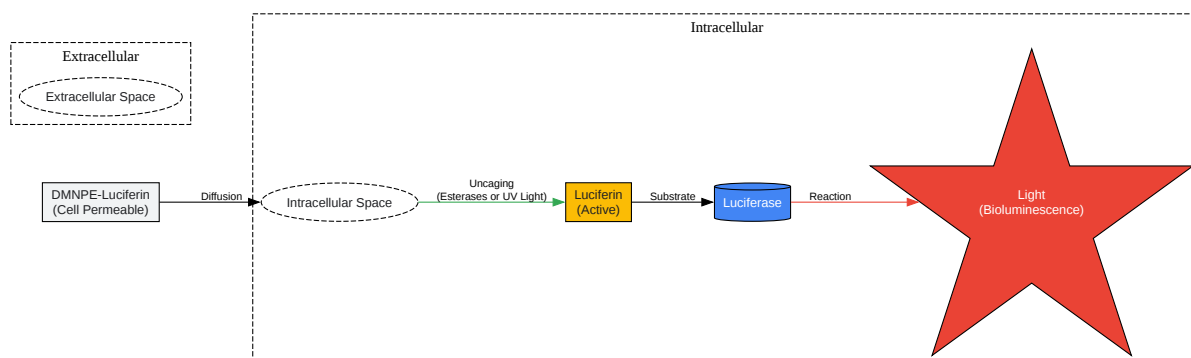 Intracellular
Extracellular
Extracellular Space
DMNPE-Luciferin
(Cell Permeable)
Diffusion
Intracellular Space
Uncaging
(Esterases or UV Light)
Luciferin
(Active)
Substrate
Luciferase
Reaction
Light
(Bioluminescence)